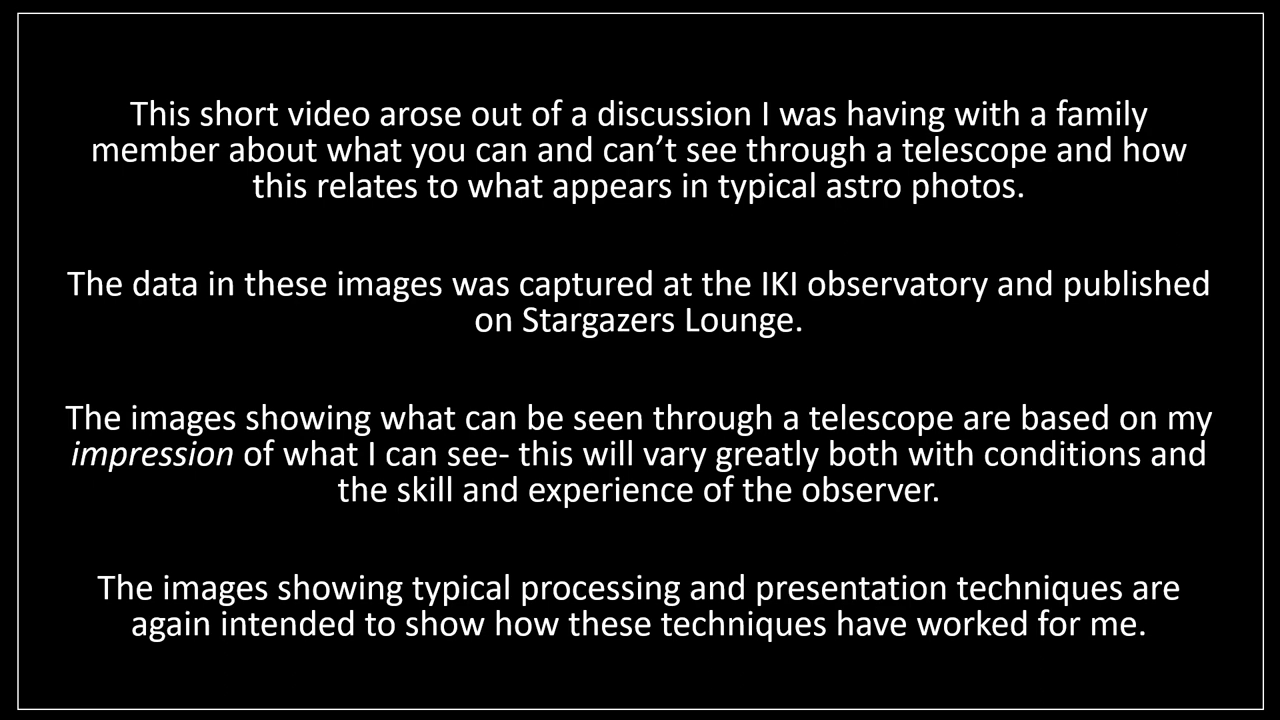 This short video arose out of a discussion I was having with a family
member about what you can and can’t see through a telescope and how
this relates to what appears in typical astro photos.
The data in these images was captured at the IKI observatory and published
on Stargazers Lounge.
The images showing what can be seen through a telescope are based on my
impression of what I can see- this will vary greatly both with conditions and
the skill and experience of the observer.
The images showing typical processing and presentation techniques are
again intended to show how these techniques have worked for me.